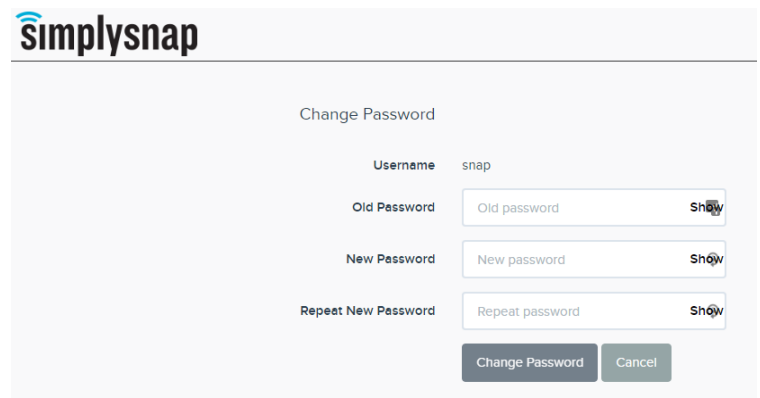 simplysnap
Change Password
Username snap
Old Password Old password Show
New Password New password Show
Repeat New Password Repeat password Show
Change Password Cancel